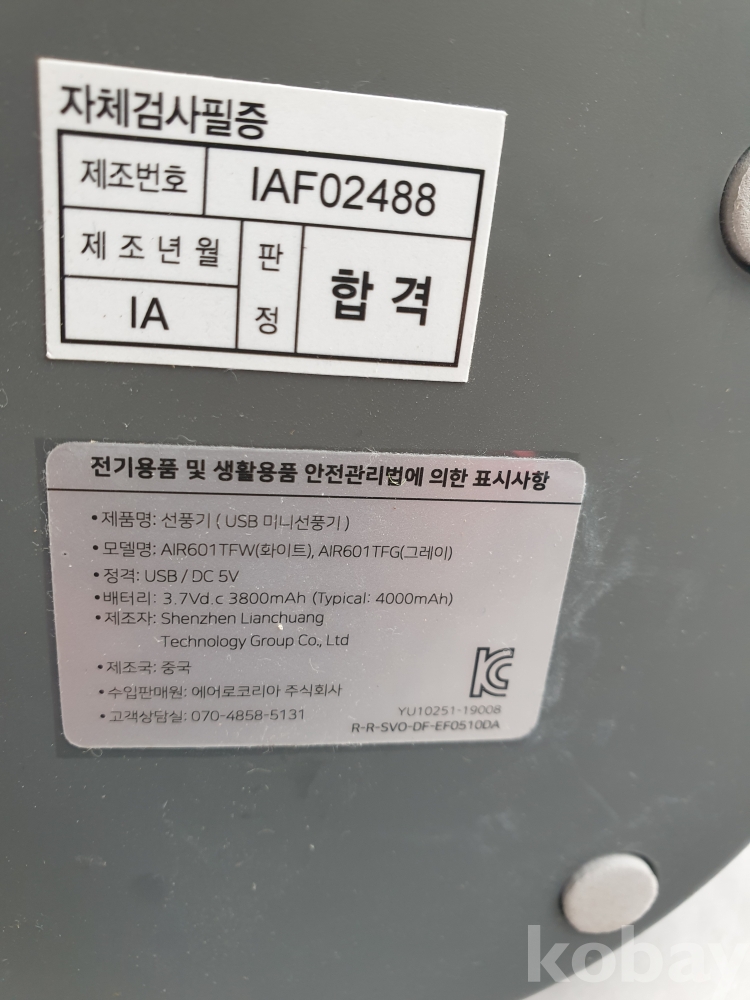 자체검사필증
제조번호 IAF02488
제조년월 판정 합격
IA
전기용품 및 생활용품 안전관리법에 의한 표시사항
•제품명: 선풍기 ( USB 미니선풍기 )
•모델명: AIR601TFW(화이트), AIR601TFG(그레이)
•정격: USB / DC 5V
•배터리: 3.7Vd.c 3800mAh (Typical: 4000mAh)
•제조자: Shenzhen Lianchuang
Technology Group Co., Ltd
•제조국: 중국
•수입판매원: 에어로코리아 주식회사
•고객상담실: 070-4858-5131
YU10251-19008
R-R-SVO-DF-EF0510DA
kobay